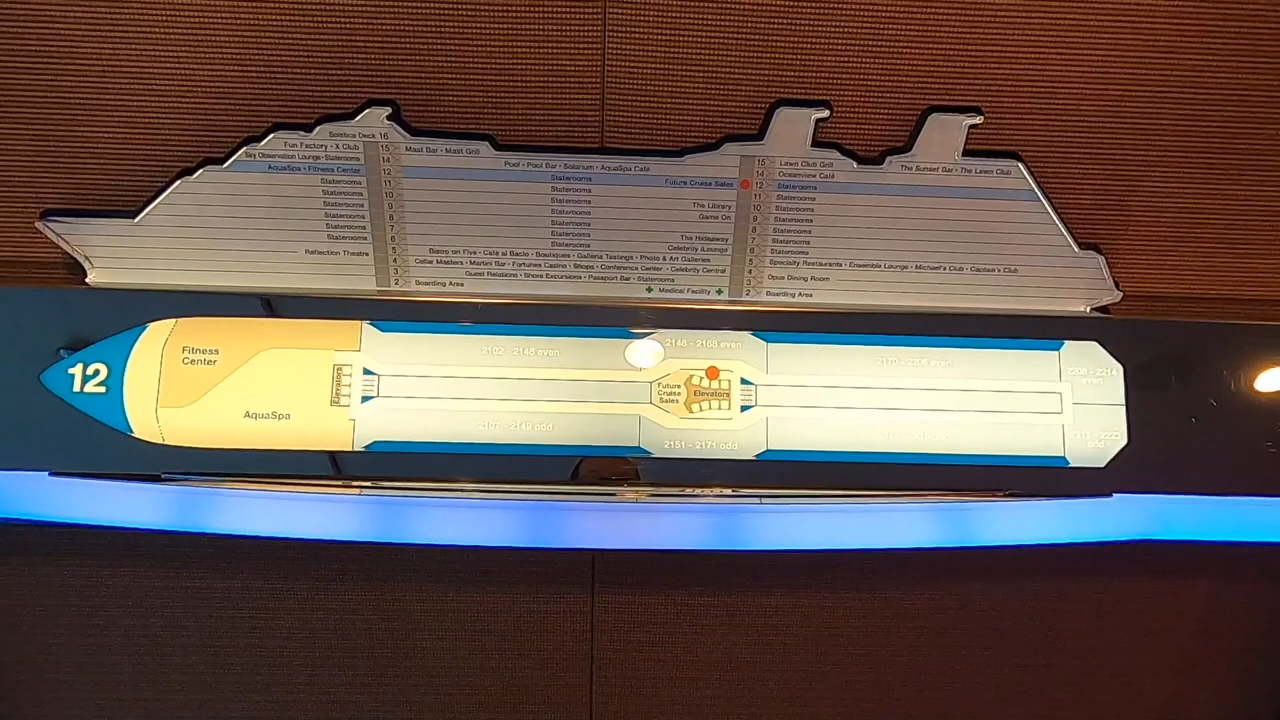 Solstice Deck 16
Fun Factory • X Club 15 Mast Bar • Mast Grill 15 Lawn Club Grill The Sunset Bar • The Lawn Club
Sky Observation Lounge • Staterooms 14 Pool • Pool Bar • Solarium • AquaSpa Café 14 Oceanview Café
AquaSpa • Fitness Center 12 Staterooms Future Cruise Sales 12 Staterooms
Staterooms 11 Staterooms 11 Staterooms
Staterooms 10 Staterooms The Library 10 Staterooms
Staterooms 9 Staterooms Game On 9 Staterooms
Staterooms 8 Staterooms 8 Staterooms
Staterooms 7 Staterooms The Hideaway 7 Staterooms
Staterooms 6 Staterooms Celebrity iLounge 6 Staterooms
Reflection Theatre 5 Bistro on Five • Café al Bacio • Boutiques • Galleria Tastings • Photo & Art Galleries 5 Specialty Restaurants • Ensemble Lounge • Michael's Club • Captain's Club
4 Cellar Masters • Martini Bar • Fortunes Casino • Shops • Conference Center • Celebrity Central 4
3 Guest Relations • Shore Excursions • Passport Bar • Staterooms 3 Opus Dining Room
2 Boarding Area Medical Facility 2 Boarding Area
12
Fitness Center
AquaSpa
Elevators
2102 - 2146 even
2148 - 2168 even
2170 - 2206 even
2208 - 2214 even
Future Cruise Sales
Elevators
2107 - 2149 odd
2151 - 2171 odd
odd